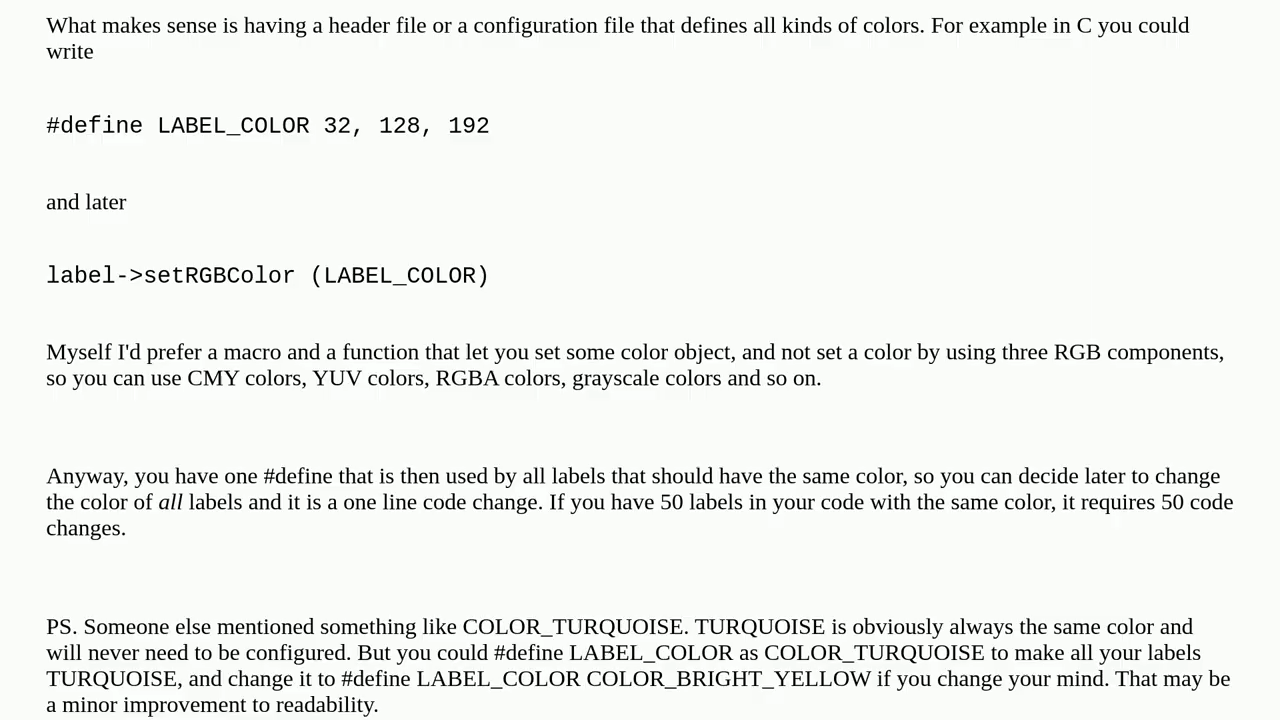 What makes sense is having a header file or a configuration file that defines all kinds of colors. For example in C you could
write
#define LABEL_COLOR 32, 128, 192
and later
label->setRGBColor (LABEL_COLOR)
Myself I'd prefer a macro and a function that let you set some color object, and not set a color by using three RGB components,
so you can use CMY colors, YUV colors, RGBA colors, grayscale colors and so on.
Anyway, you have one #define that is then used by all labels that should have the same color, so you can decide later to change
the color of all labels and it is a one line code change. If you have 50 labels in your code with the same color, it requires 50 code
changes.
PS. Someone else mentioned something like COLOR_TURQUOISE. TURQUOISE is obviously always the same color and
will never need to be configured. But you could #define LABEL_COLOR as COLOR_TURQUOISE to make all your labels
TURQUOISE, and change it to #define LABEL_COLOR COLOR_BRIGHT_YELLOW if you change your mind. That may be
a minor improvement to readability.